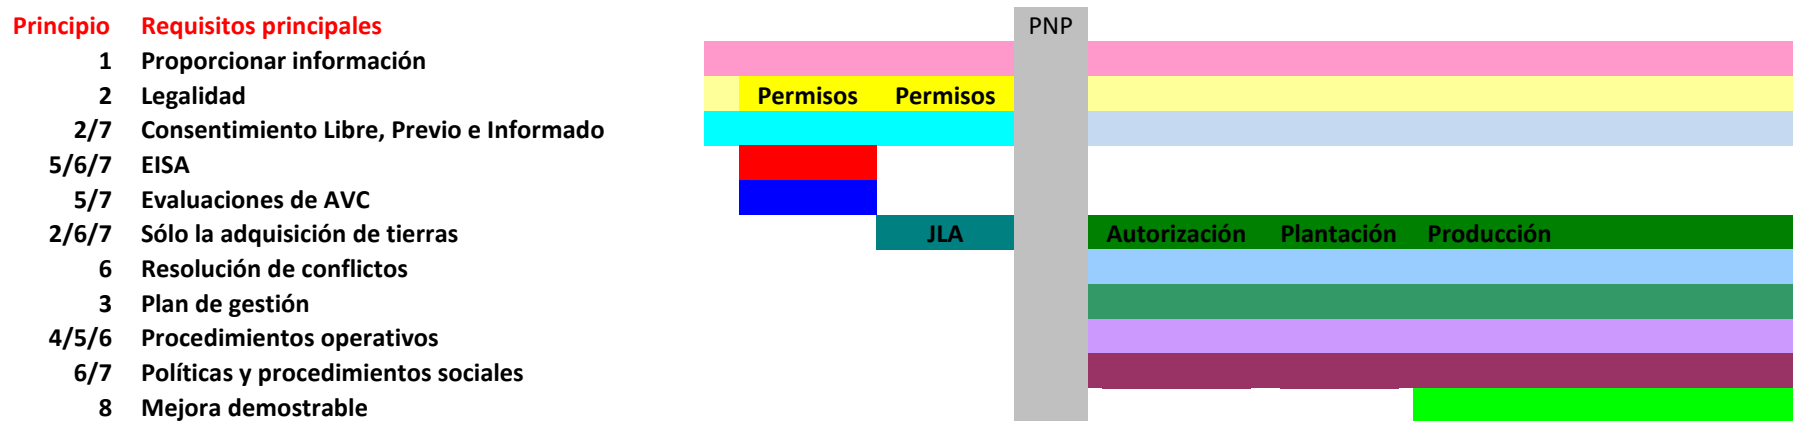 Principio Requisitos principales PNP
1 Proporcionar información
2 Legalidad Permisos Permisos
2/7 Consentimiento Libre, Previo e Informado
5/6/7 EISA
5/7 Evaluaciones de AVC
2/6/7 Sólo la adquisición de tierras JLA Autorización Plantación Producción
6 Resolución de conflictos
3 Plan de gestión
4/5/6 Procedimientos operativos
6/7 Políticas y procedimientos sociales
8 Mejora demostrable